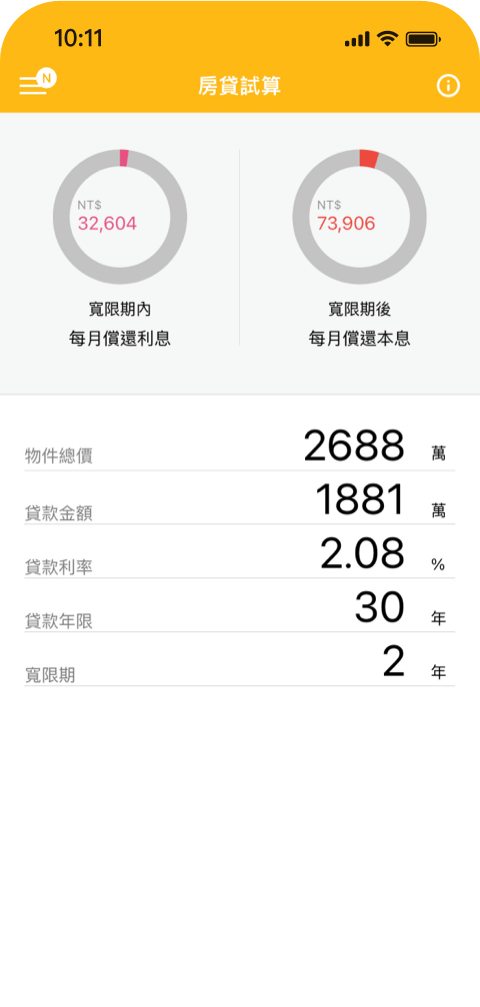 10:11
N
房貸試算
NT$
32,604
寬限期內
每月償還利息
NT$
73,906
寬限期後
每月償還本息
物件總價 2688 萬
貸款金額 1881 萬
貸款利率 2.08 %
貸款年限 30 年
寬限期 2 年